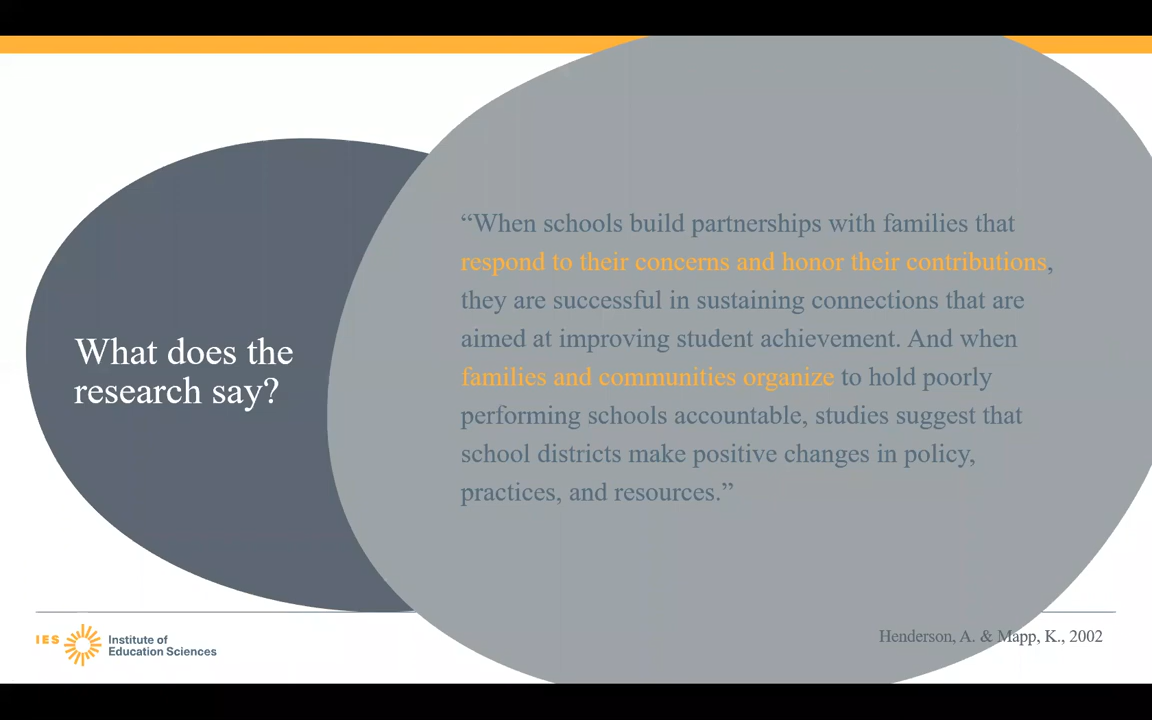 What does the
research say?
“When schools build partnerships with families that
respond to their concerns and honor their contributions,
they are successful in sustaining connections that are
aimed at improving student achievement. And when
families and communities organize to hold poorly
performing schools accountable, studies suggest that
school districts make positive changes in policy,
practices, and resources.”
IES
Institute of
Education Sciences
Henderson, A. & Mapp, K., 2002